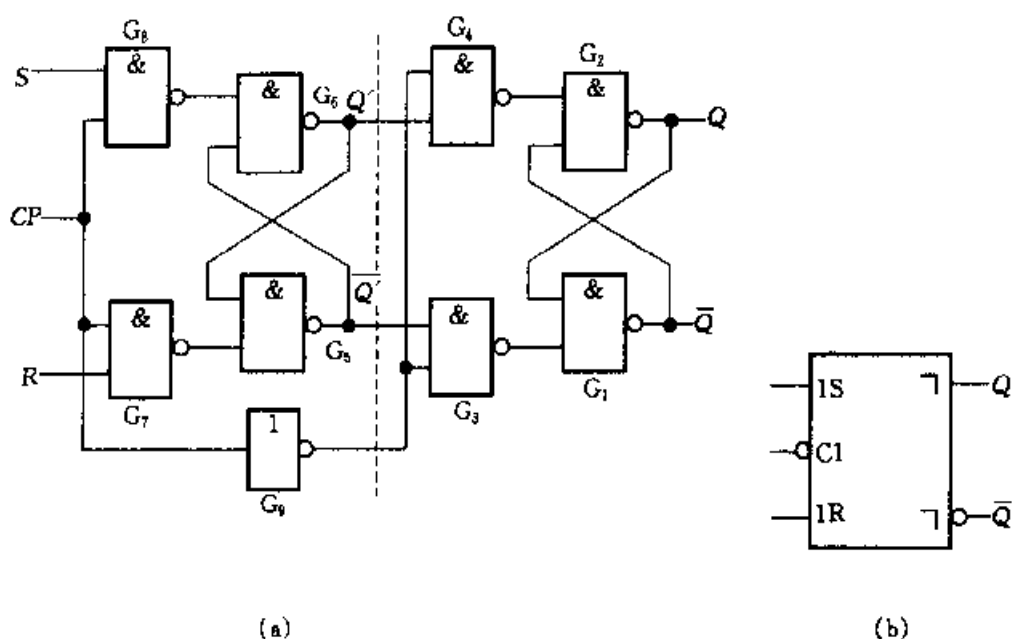 G₈
&
S
&
G₆
Q′
G₄
&
G₂
&
Q
CP
&
R
G₇
&
Q̅′
G₅
1
G₉
&
G₃
&
Q̅
G₁
1S
Q
C1
1R
Q̅
(a)
(b)